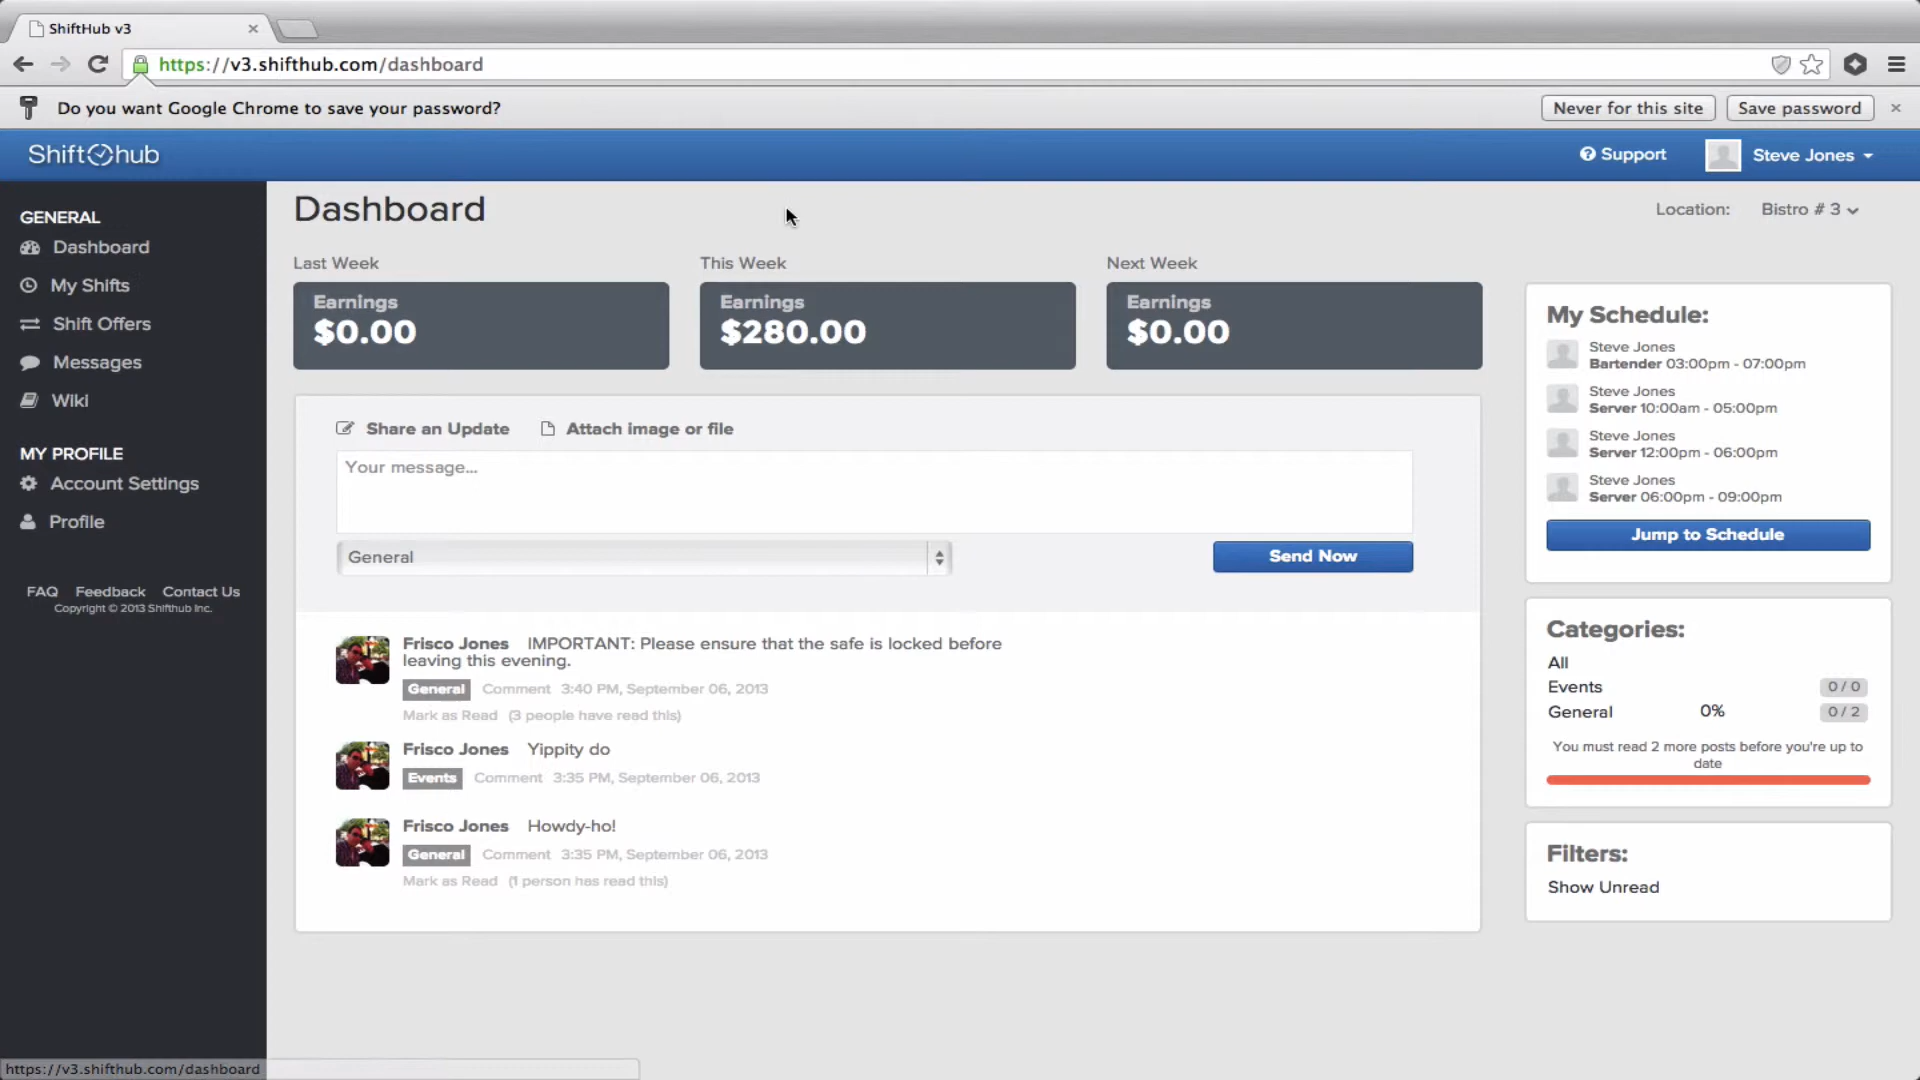 ShiftHub v3
https://v3.shifthub.com/dashboard
Do you want Google Chrome to save your password?
Never for this site
Save password
Shift hub
Support
Steve Jones
GENERAL
Dashboard
My Shifts
Shift Offers
Messages
Wiki
MY PROFILE
Account Settings
Profile
FAQ Feedback Contact Us
Copyright © 2013 Shifthub Inc.
Dashboard
Location: Bistro # 3
Last Week
Earnings
$0.00
This Week
Earnings
$280.00
Next Week
Earnings
$0.00
Share an Update
Attach image or file
Your message...
General
Send Now
Frisco Jones IMPORTANT: Please ensure that the safe is locked before
leaving this evening.
General Comment 3:40 PM, September 06, 2013
Mark as Read (3 people have read this)
Frisco Jones Yippity do
Events Comment 3:35 PM, September 06, 2013
Frisco Jones Howdy-ho!
General Comment 3:35 PM, September 06, 2013
Mark as Read (1 person has read this)
My Schedule:
Steve Jones
Bartender 03:00pm - 07:00pm
Steve Jones
Server 10:00am - 05:00pm
Steve Jones
Server 12:00pm - 06:00pm
Steve Jones
Server 06:00pm - 09:00pm
Jump to Schedule
Categories:
All
Events 0 / 0
General 0% 0 / 2
You must read 2 more posts before you're up to
date
Filters:
Show Unread
https://v3.shifthub.com/dashboard